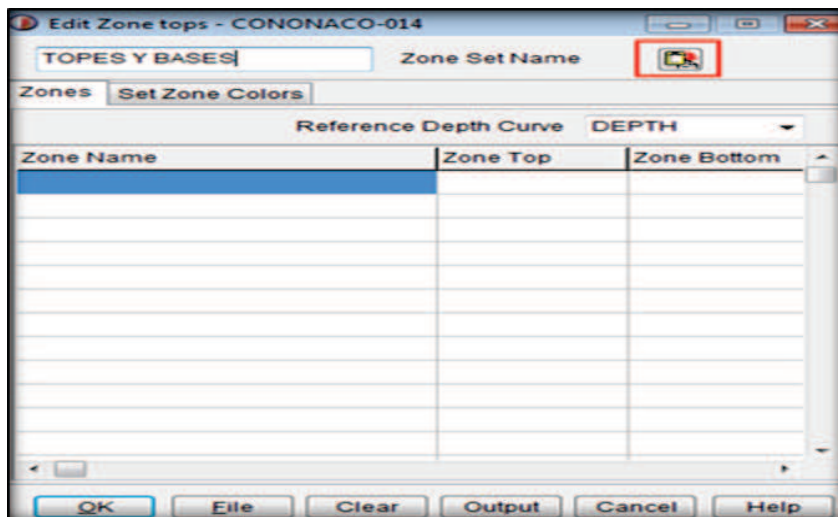 Edit Zone tops - CONONACO-014
TOPES Y BASES Zone Set Name
Zones Set Zone Colors
Reference Depth Curve DEPTH
Zone Name Zone Top Zone Bottom
OK File Clear Output Cancel Help